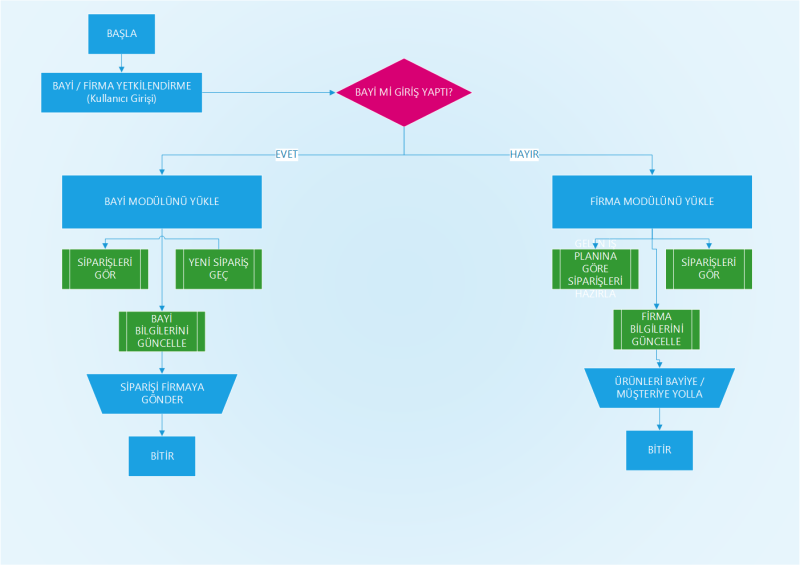 BAŞLA
BAYİ / FİRMA YETKİLENDİRME
(Kullanıcı Girişi)
BAYİ Mİ GİRİŞ YAPTI?
EVET
HAYIR
BAYİ MODÜLÜNÜ YÜKLE
FİRMA MODÜLÜNÜ YÜKLE
SİPARİŞLERİ
GÖR
YENİ SİPARİŞ
GEÇ
PLANINA
GÖRE
SİPARİŞLERİ
HAZIRLA
SİPARİŞLERİ
GÖR
BAYİ
BİLGİLERİNİ
GÜNCELLE
FİRMA
BİLGİLERİNİ
GÜNCELLE
SİPARİŞİ FİRMAYA
GÖNDER
ÜRÜNLERİ BAYİYE /
MÜŞTERİYE YOLLA
BİTİR
BİTİR